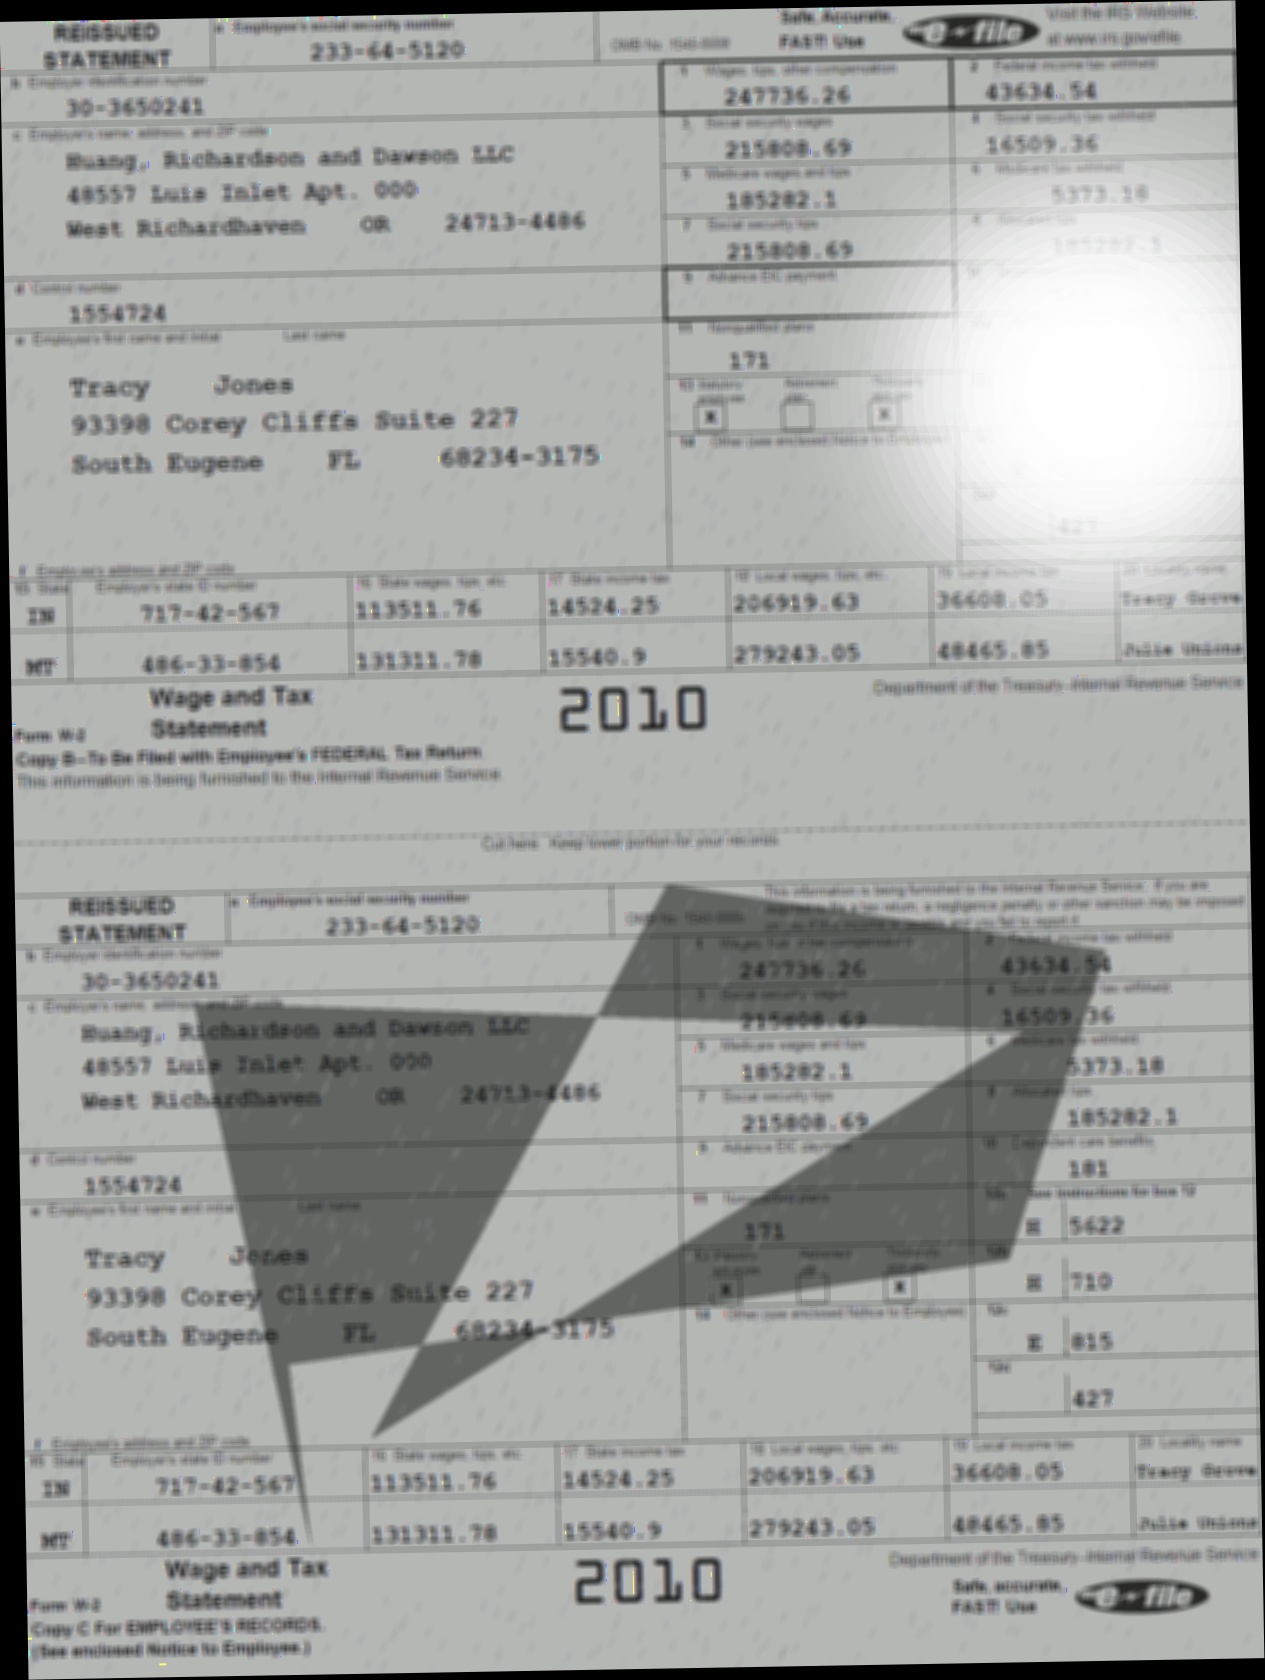 REISSUED STATEMENT
a Employee's social security number
233-64-5120
OMB No. 1545-0008
Safe, Accurate, FAST! Use
e file
Visit the IRS Website at www.irs.gov/efile.
b Employer identification number
30-3650241
1 Wages, tips, other compensation
247736.26
2 Federal income tax withheld
43634.54
c Employer's name, address, and ZIP code
Huang, Richardson and Dawson LLC
48557 Luis Inlet Apt. 000
West Richardhaven OR 24713-4486
3 Social security wages
215808.69
4 Social security tax withheld
16509.36
5 Medicare wages and tips
185282.1
6 Medicare tax withheld
5373.18
7 Social security tips
215808.69
8 Allocated tips
185282.1
d Control number
1554724
9 Advance EIC payment
e Employee's first name and initial Last name
Tracy Jones
93398 Corey Cliffs Suite 227
South Eugene FL 68234-3175
11 Nonqualified plans
171
13 Statutory employee
X
Retirement plan
Third-party sick pay
X
14 Other (see enclosed Notice to Employee)
427
f Employee's address and ZIP code
15 State Employer's state ID number 16 State wages, tips, etc. 17 State income tax 18 Local wages, tips, etc. 19 Local income tax 20 Locality name
IN 717-42-567 113511.76 14524.25 206919.63 36608.05 Tracy Grove
MT 486-33-854 131311.78 15540.9 279243.05 48465.85 Julie Unions
Form W-2 Wage and Tax Statement
2010
Department of the Treasury-Internal Revenue Service
Copy B-To Be Filed with Employee's FEDERAL Tax Return
This information is being furnished to the Internal Revenue Service.
Cut here. Keep lower portion for your records.
REISSUED STATEMENT
a Employee's social security number
233-64-5120
OMB No. 1545-0008
This information is being furnished to the Internal Revenue Service. If you are
required to file a tax return, a negligence penalty or other sanction may be imposed
on you if this income is taxable and you fail to report it.
b Employer identification number
30-3650241
1 Wages, tips, other compensation
247736.26
2 Federal income tax withheld
43634.54
c Employer's name, address, and ZIP code
Huang, Richardson and Dawson LLC
48557 Luis Inlet Apt. 000
West Richardhaven OR 24713-4486
3 Social security wages
215808.69
4 Social security tax withheld
16509.36
5 Medicare wages and tips
185282.1
6 Medicare tax withheld
5373.18
7 Social security tips
215808.69
8 Allocated tips
185282.1
d Control number
1554724
9 Advance EIC payment
10 Dependent care benefits
181
e Employee's first name and initial Last name
Tracy Jones
93398 Corey Cliffs Suite 227
South Eugene FL 68234-3175
11 Nonqualified plans
171
12a See instructions for box 12
H 5622
13 Statutory employee
X
Retirement plan
Third-party sick pay
X
12b
H 710
14 Other (see enclosed Notice to Employee)
12c
E 815
12d
427
f Employee's address and ZIP code
15 State Employer's state ID number 16 State wages, tips, etc. 17 State income tax 18 Local wages, tips, etc. 19 Local income tax 20 Locality name
IN 717-42-567 113511.76 14524.25 206919.63 36608.05 Tracy Grove
MT 486-33-854 131311.78 15540.9 279243.05 48465.85 Julie Unions
Form W-2 Wage and Tax Statement
2010
Department of the Treasury-Internal Revenue Service
Safe, accurate, FAST! Use
e file
Copy C For EMPLOYEE'S RECORDS.
(See enclosed Notice to Employee.)